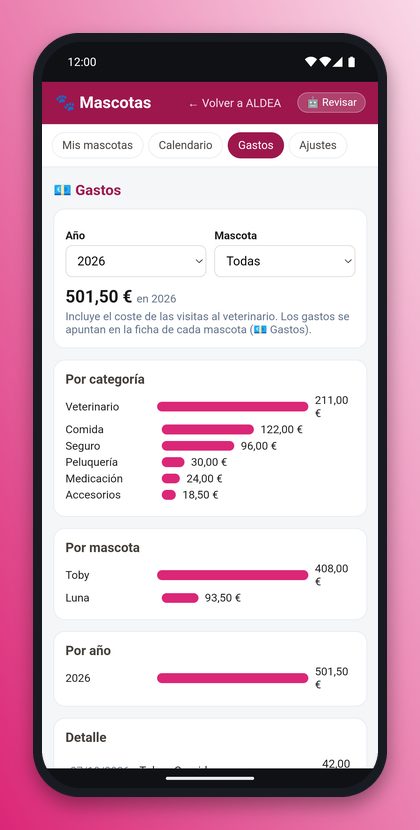 12:00
Mascotas
← Volver a ALDEA
Revisar
Mis mascotas
Calendario
Gastos
Ajustes
Gastos
Año
Mascota
2026
Todas
501,50 € en 2026
Incluye el coste de las visitas al veterinario. Los gastos se
apuntan en la ficha de cada mascota (💶 Gastos).
Por categoría
Veterinario 211,00 €
Comida 122,00 €
Seguro 96,00 €
Peluquería 30,00 €
Medicación 24,00 €
Accesorios 18,50 €
Por mascota
Toby 408,00 €
Luna 93,50 €
Por año
2026 501,50 €
Detalle
42,00